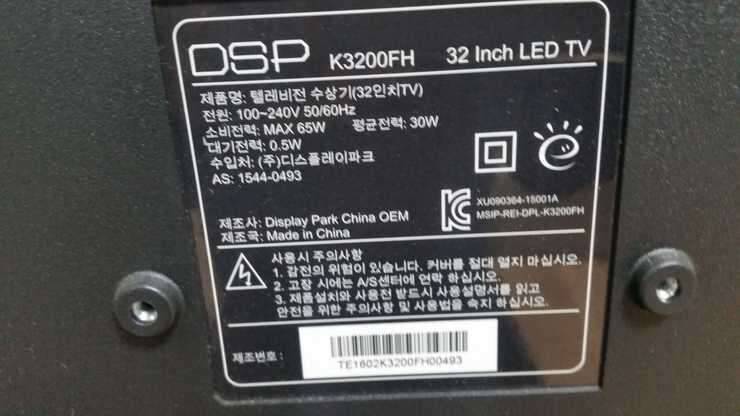 DSP K3200FH 32 Inch LED TV
제품명: 텔레비전 수상기(32인치TV)
전원: 100~240V 50/60Hz
소비전력: MAX 65W 평균전력: 30W
대기전력: 0.5W
수입처: (주)디스플레이파크
AS: 1544-0493
XU090364-15001A
MSIP-REI-DPL-K3200FH
제조사: Display Park China OEM
제조국: Made in China
사용시 주의사항
1. 감전의 위험이 있습니다. 커버를 절대 열지 마십시오.
2. 고장 시에는 A/S센터에 연락 하십시오.
3. 제품설치와 사용전 반드시 사용설명서를 읽고
안전을 위한 주의사항 및 사용법을 숙지 하십시오.
제조번호 :
TE1602K3200FH00493